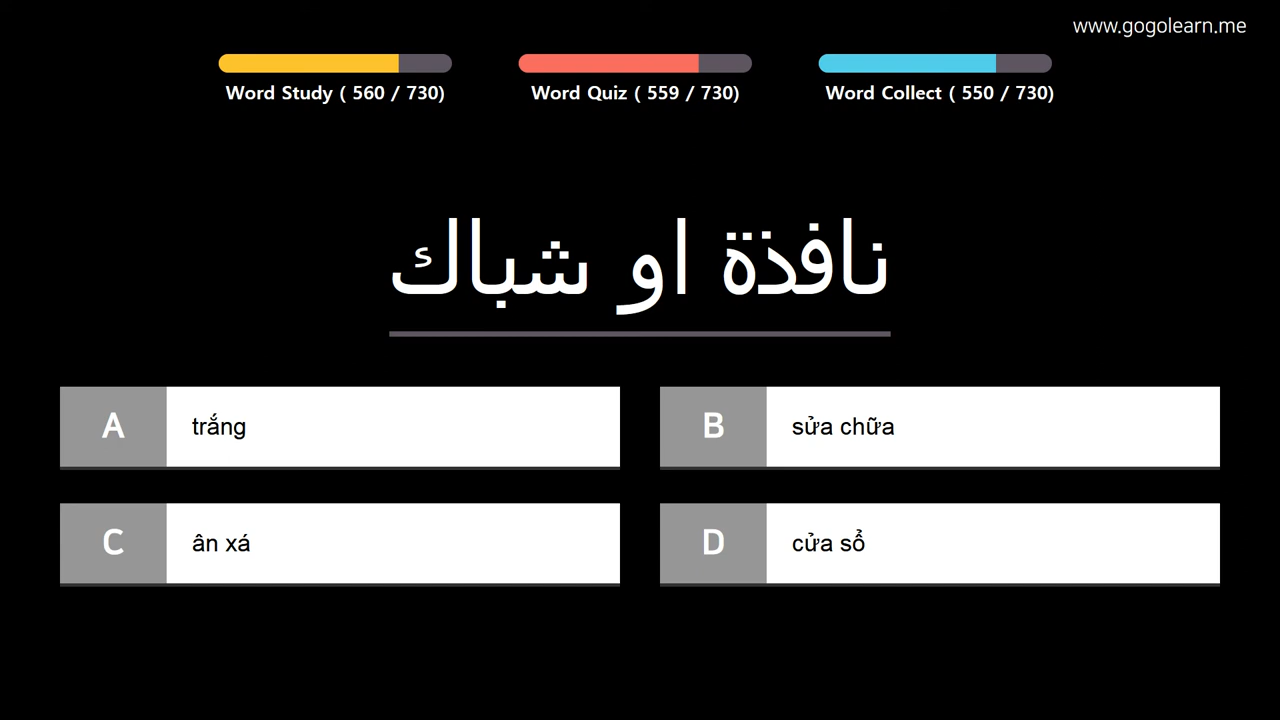 www.gogolearn.me
Word Study ( 560 / 730)
Word Quiz ( 559 / 730)
Word Collect ( 550 / 730)
نافذة او شباك
A
trắng
B
sửa chữa
C
ân xá
D
cửa sổ